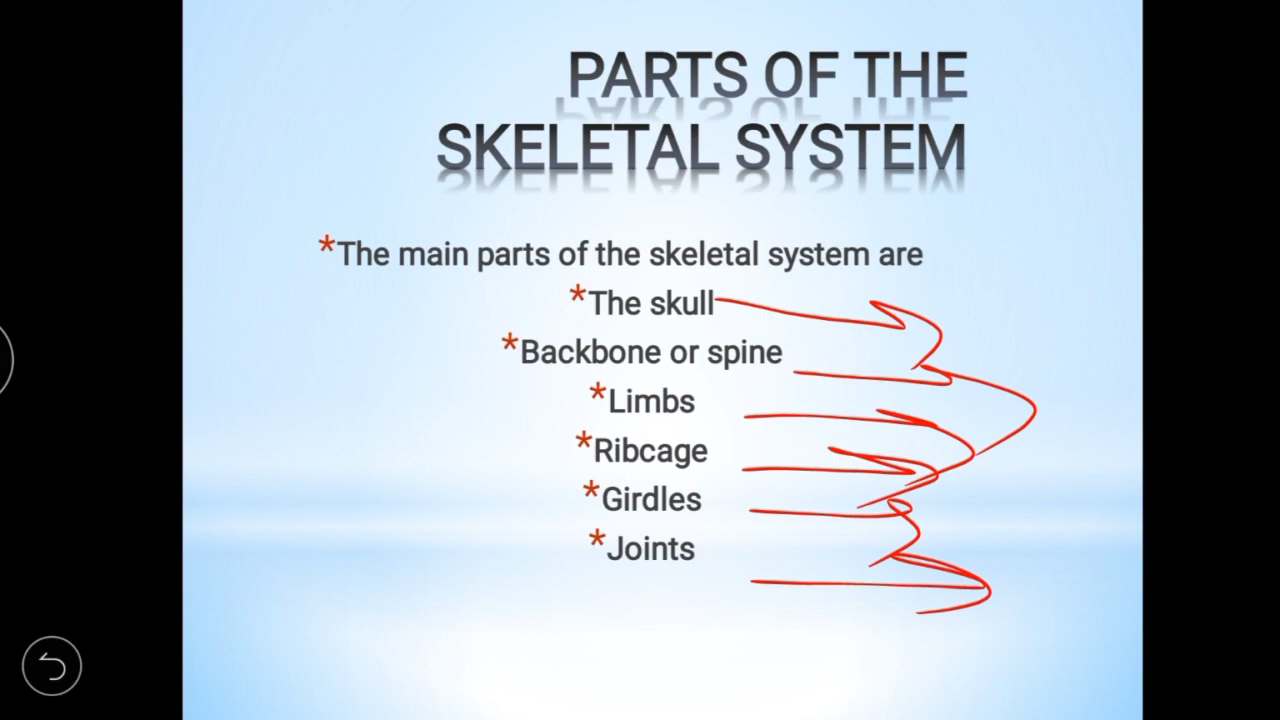 PARTS OF THE
SKELETAL SYSTEM
*The main parts of the skeletal system are
*The skull
*Backbone or spine
*Limbs
*Ribcage
*Girdles
*Joints